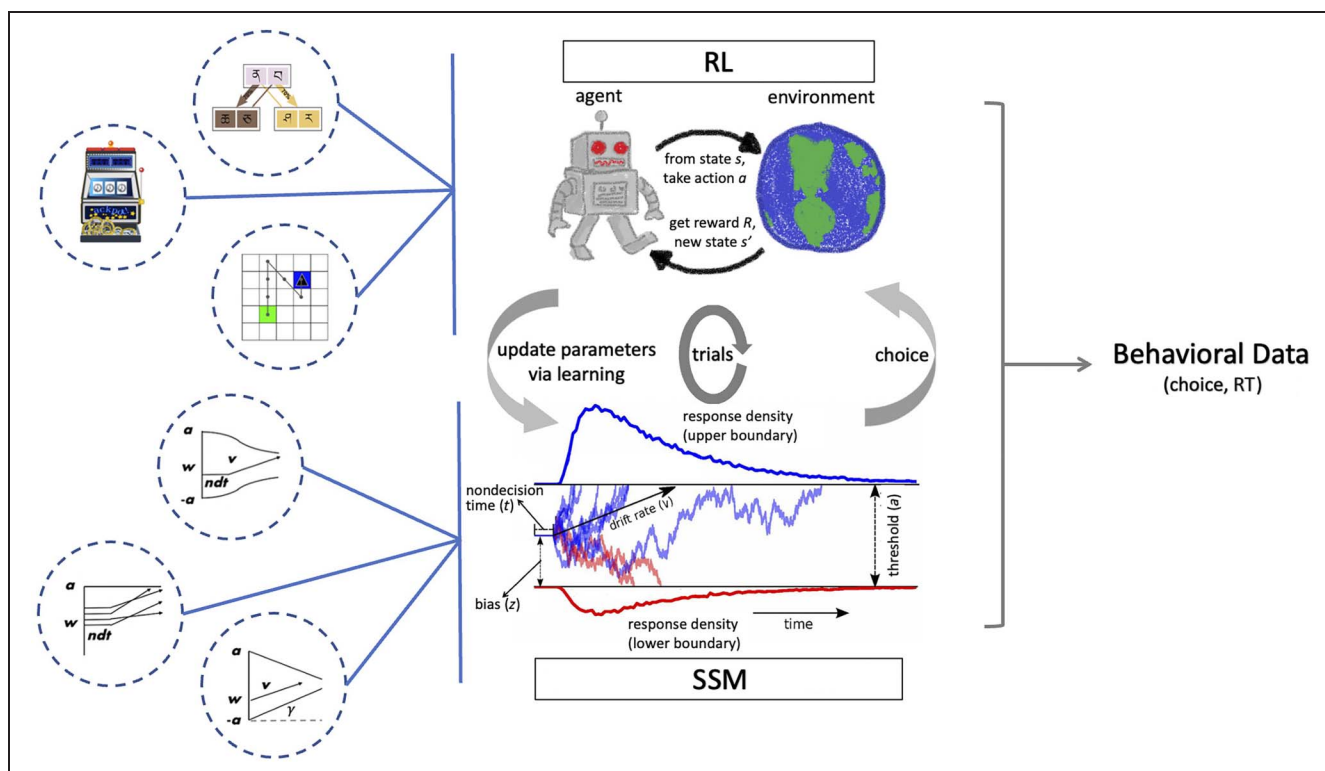 RL
agent
environment
from state s,
take action a
get reward R,
new state s'
update parameters
via learning
trials
choice
Behavioral Data
(choice, RT)
response density
(upper boundary)
nondecision
time (t)
drift rate (v)
threshold (a)
bias (z)
response density
(lower boundary)
time
SSM
a
w
-a
v
ndt
a
w
ndt
a
v
w
-a
γ